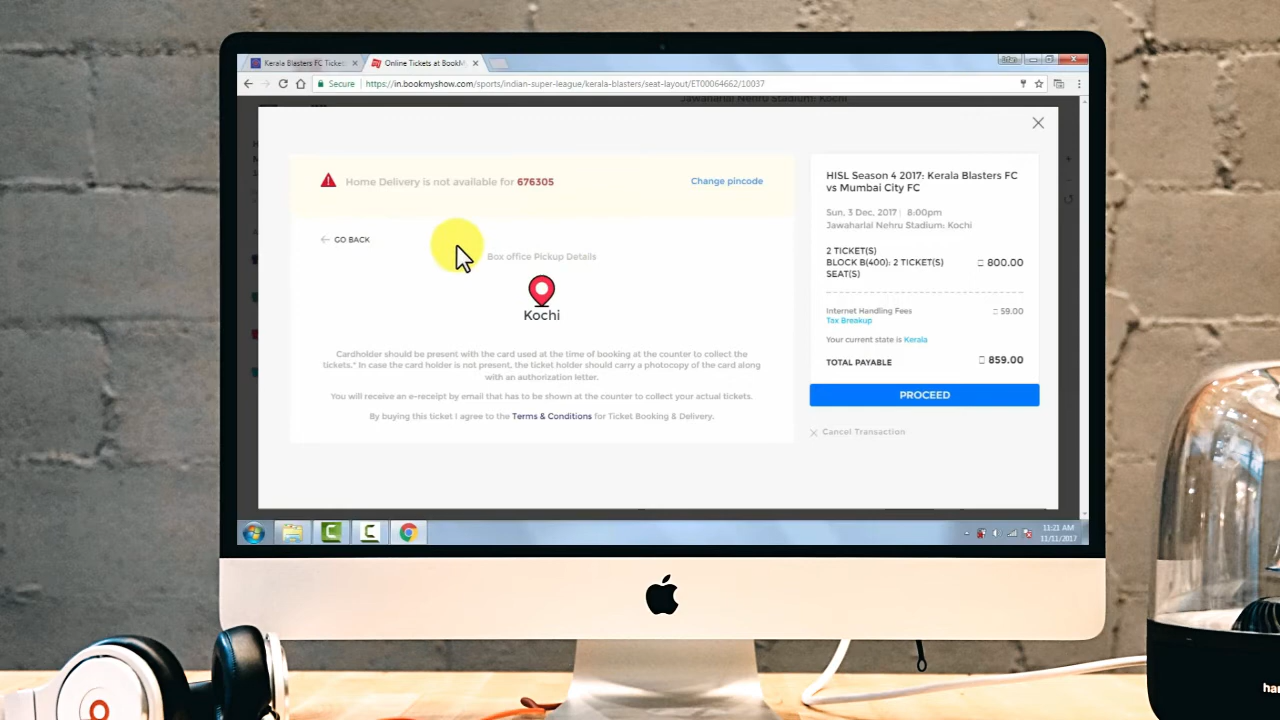 Kerala Blasters FC Ticket
Online Tickets at BookM
Secure
https://in.bookmyshow.com/sports/indian-super-league/kerala-blasters/seat-layout/ET00064662/10037
Jawaharlal Nehru Stadium: Kochi
Home Delivery is not available for 676305
Change pincode
GO BACK
Box office Pickup Details
Kochi
Cardholder should be present with the card used at the time of booking at the counter to collect the
tickets.* In case the card holder is not present, the ticket holder should carry a photocopy of the card along
with an authorization letter.
You will receive an e-receipt by email that has to be shown at the counter to collect your actual tickets.
By buying this ticket I agree to the Terms & Conditions for Ticket Booking & Delivery.
HISL Season 4 2017: Kerala Blasters FC
vs Mumbai City FC
Sun, 3 Dec, 2017 | 8:00pm
Jawaharlal Nehru Stadium: Kochi
2 TICKET(S)
BLOCK B(400): 2 TICKET(S) 800.00
SEAT(S)
Internet Handling Fees 59.00
Tax Breakup
Your current state is Kerala
TOTAL PAYABLE 859.00
PROCEED
Cancel Transaction
11:21 AM
11/11/2017